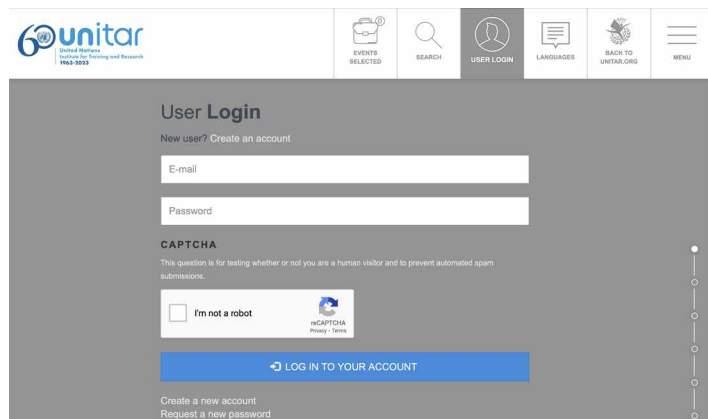 60 unitar
United Nations
Institute for Training and Research
1963-2023
0
EVENTS
SELECTED
SEARCH
USER LOGIN
LANGUAGES
BACK TO
UNITAR.ORG
MENU
User Login
New user? Create an account
E-mail
Password
CAPTCHA
This question is for testing whether or not you are a human visitor and to prevent automated spam
submissions.
I'm not a robot
reCAPTCHA
Privacy - Terms
LOG IN TO YOUR ACCOUNT
Create a new account
Request a new password